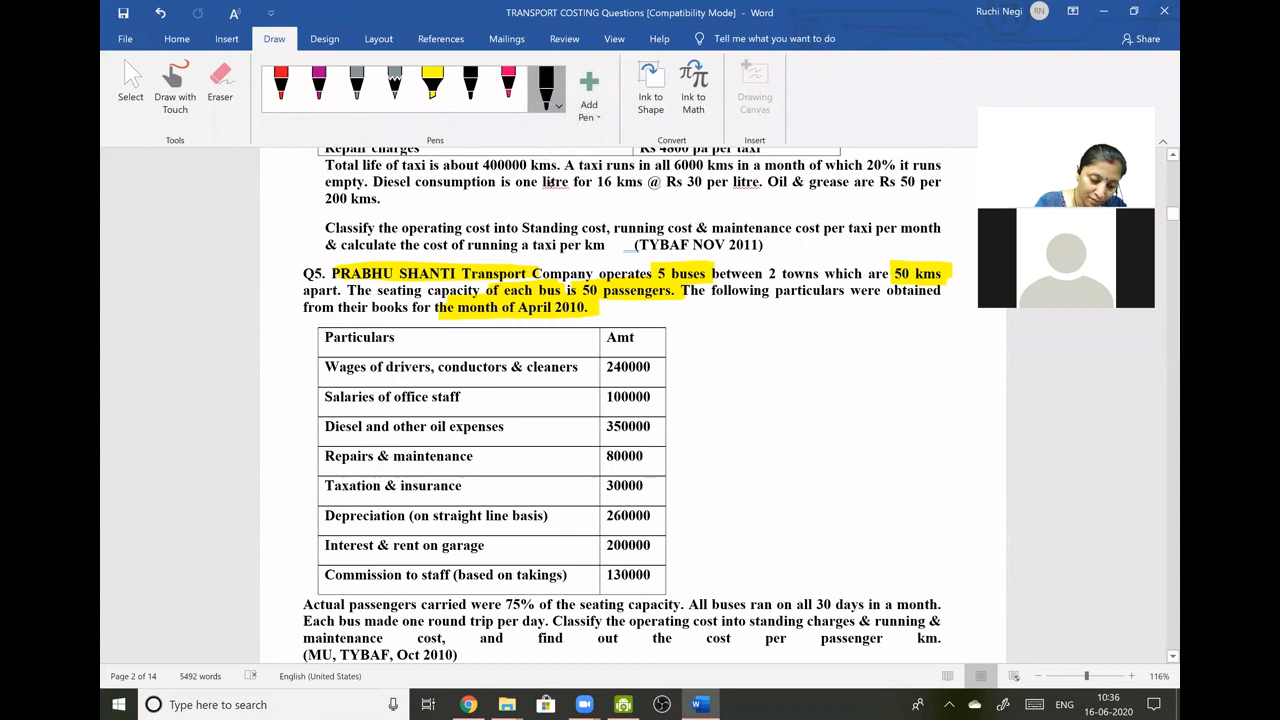 TRANSPORT COSTING Questions [Compatibility Mode] - Word
Ruchi Negi
RN
File
Home
Insert
Draw
Design
Layout
References
Mailings
Review
View
Help
Tell me what you want to do
Share
Select
Draw with Touch
Eraser
Add Pen
Ink to Shape
Ink to Math
Drawing Canvas
Tools
Pens
Convert
Insert
Repair charges Rs 4800 pa per taxi
Total life of taxi is about 400000 kms. A taxi runs in all 6000 kms in a month of which 20% it runs
empty. Diesel consumption is one litre for 16 kms @ Rs 30 per litre. Oil & grease are Rs 50 per
200 kms.
Classify the operating cost into Standing cost, running cost & maintenance cost per taxi per month
& calculate the cost of running a taxi per km (TYBAF NOV 2011)
Q5. PRABHU SHANTI Transport Company operates 5 buses between 2 towns which are 50 kms
apart. The seating capacity of each bus is 50 passengers. The following particulars were obtained
from their books for the month of April 2010.
Particulars Amt
Wages of drivers, conductors & cleaners 240000
Salaries of office staff 100000
Diesel and other oil expenses 350000
Repairs & maintenance 80000
Taxation & insurance 30000
Depreciation (on straight line basis) 260000
Interest & rent on garage 200000
Commission to staff (based on takings) 130000
Actual passengers carried were 75% of the seating capacity. All buses ran on all 30 days in a month.
Each bus made one round trip per day. Classify the operating cost into standing charges & running &
maintenance cost, and find out the cost per passenger km.
(MU, TYBAF, Oct 2010)
Page 2 of 14
5492 words
English (United States)
116%
Type here to search
ENG
10:36
16-06-2020